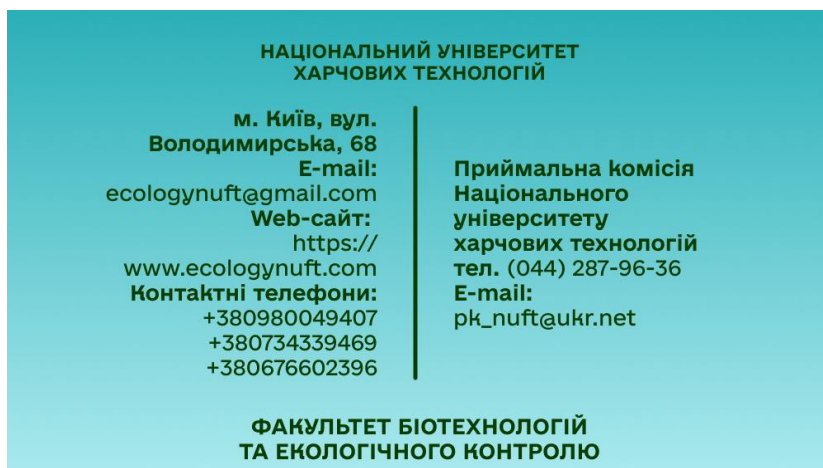 НАЦІОНАЛЬНИЙ УНІВЕРСИТЕТ
ХАРЧОВИХ ТЕХНОЛОГІЙ
м. Київ, вул.
Володимирська, 68
E-mail:
ecologynuft@gmail.com
Web-сайт:
https://
www.ecologynuft.com
Контактні телефони:
+380980049407
+380734339469
+380676602396
Приймальна комісія
Національного
університету
харчових технологій
тел. (044) 287-96-36
E-mail:
pk_nuft@ukr.net
ФАКУЛЬТЕТ БІОТЕХНОЛОГІЙ
ТА ЕКОЛОГІЧНОГО КОНТРОЛЮ